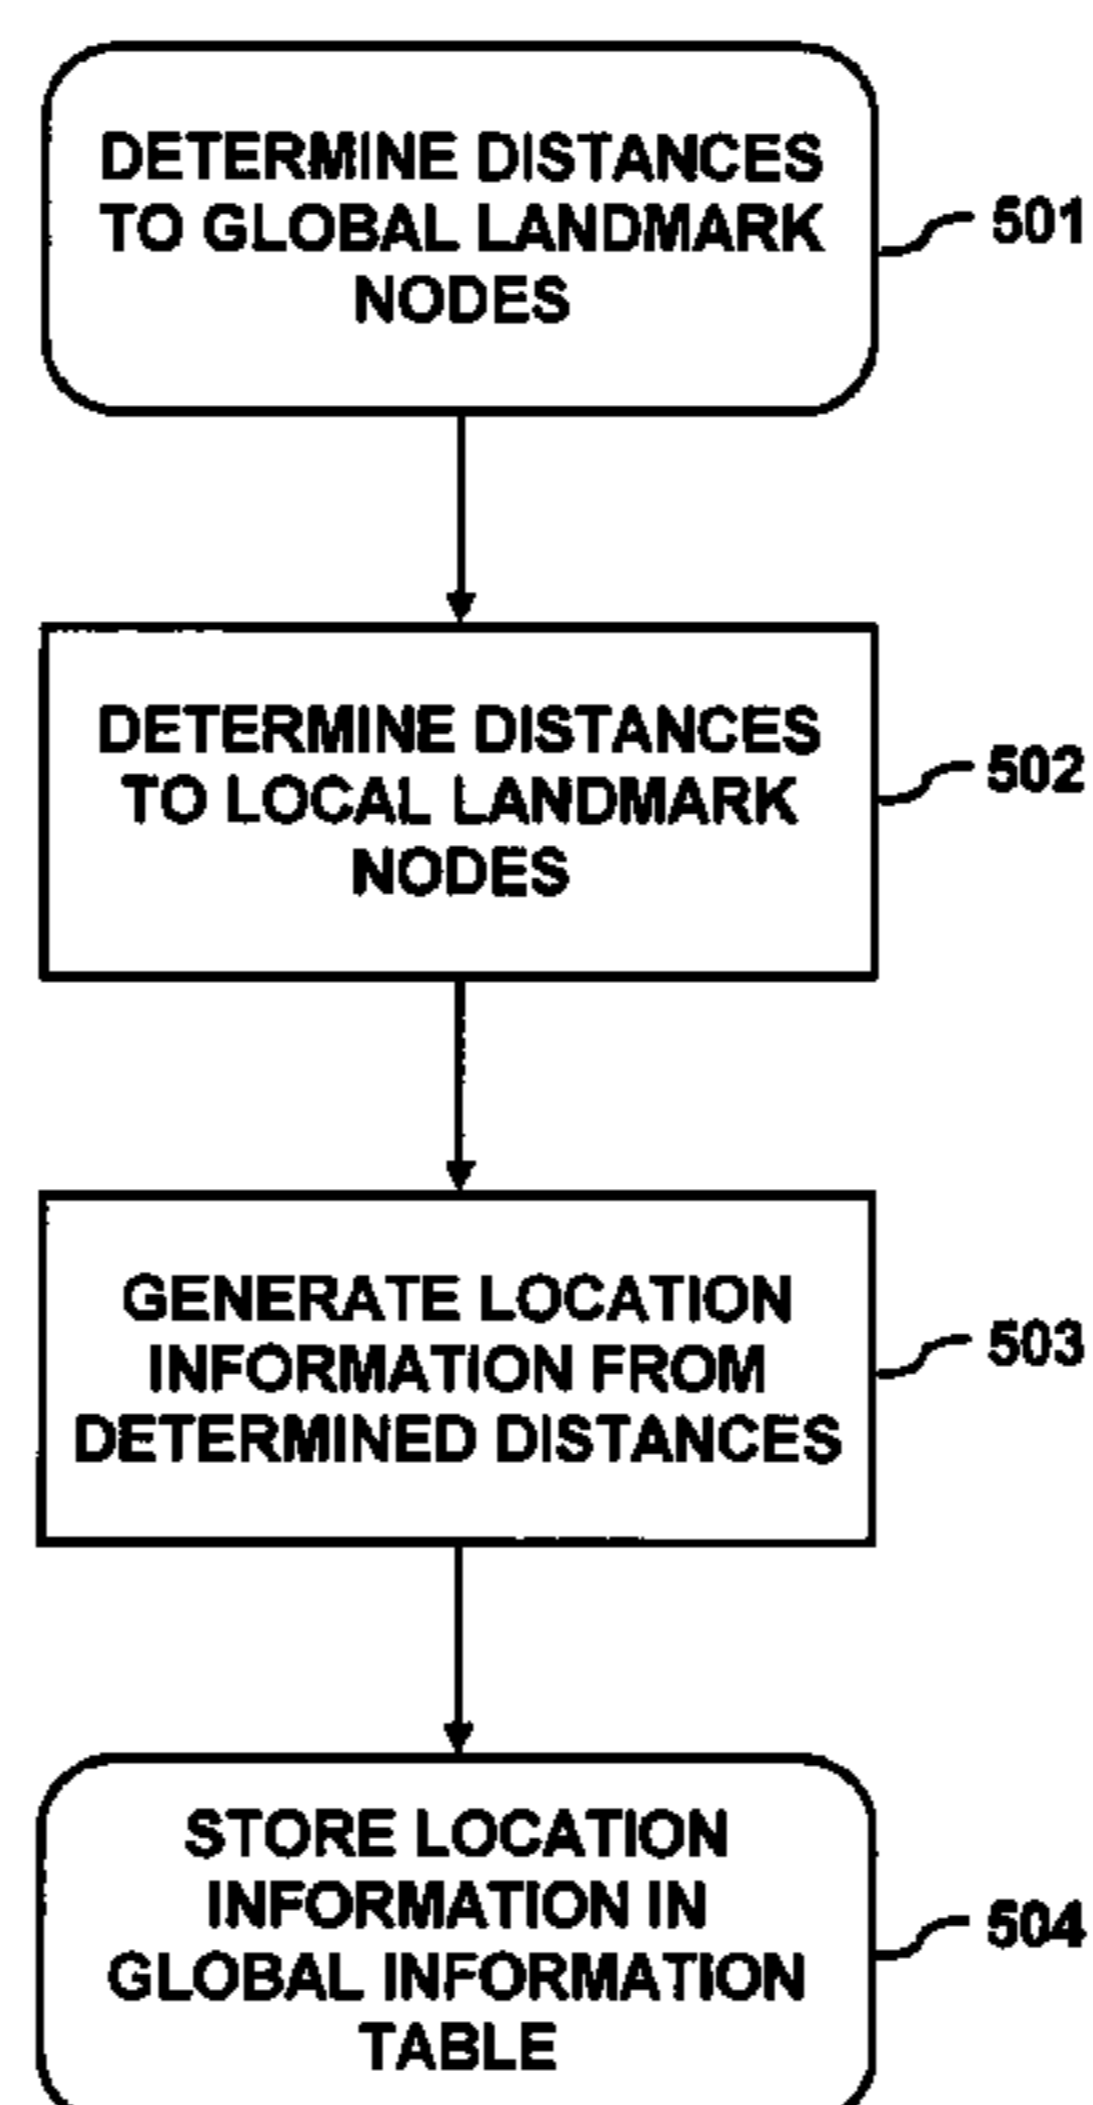 DETERMINE DISTANCES
TO GLOBAL LANDMARK
NODES
501
DETERMINE DISTANCES
TO LOCAL LANDMARK
NODES
502
GENERATE LOCATION
INFORMATION FROM
DETERMINED DISTANCES
503
STORE LOCATION
INFORMATION IN
GLOBAL INFORMATION
TABLE
504